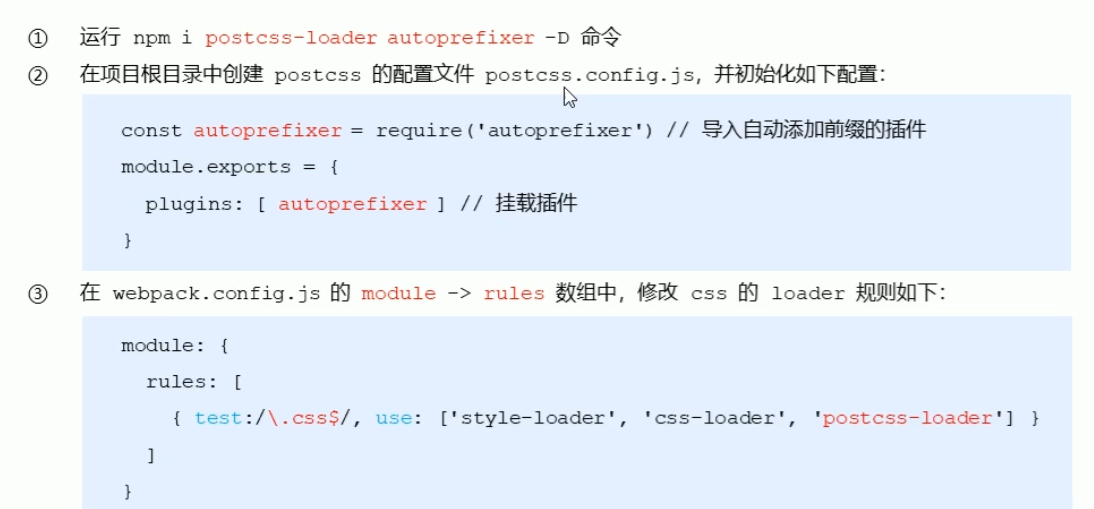 ① 运行 npm i postcss-loader autoprefixer -D 命令
② 在项目根目录中创建 postcss 的配置文件 postcss.config.js，并初始化如下配置：
const autoprefixer = require('autoprefixer') // 导入自动添加前缀的插件
module.exports = {
  plugins: [ autoprefixer ] // 挂载插件
}
③ 在 webpack.config.js 的 module -> rules 数组中，修改 css 的 loader 规则如下：
module: {
  rules: [
    { test:/\.css$/, use: ['style-loader', 'css-loader', 'postcss-loader'] }
  ]
}